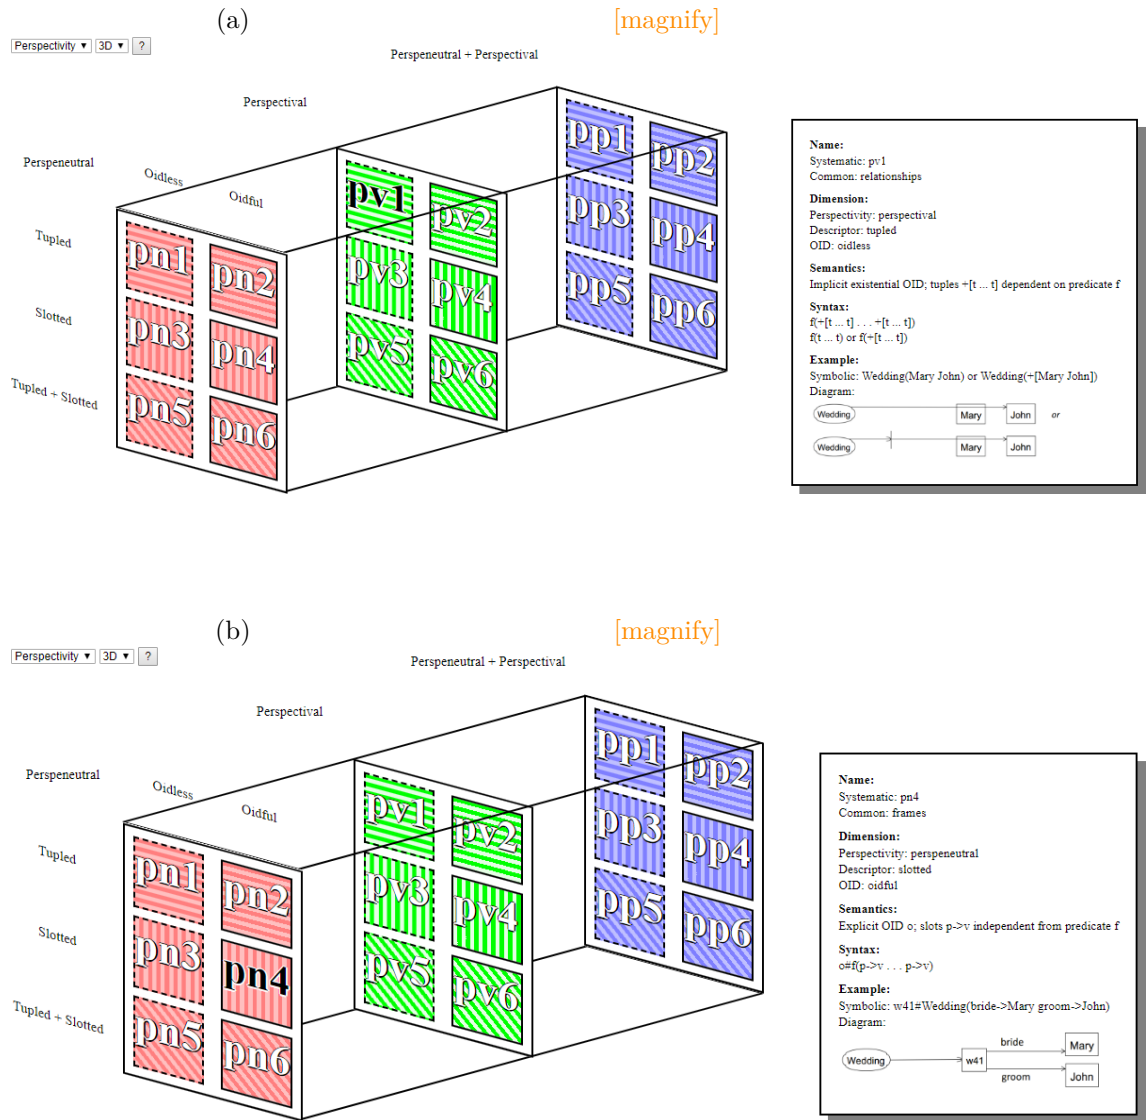 (a)
[magnify]
Perspectivity ▼ 3D ▼ ?
Perspeneutral + Perspectival
Perspectival
Perspeneutral
Oidless
Oidful
Tupled
Slotted
Tupled + Slotted
pn1 pn2
pn3 pn4
pn5 pn6
pv1 pv2
pv3 pv4
pv5 pv6
pp1 pp2
pp3 pp4
pp5 pp6
Name:
Systematic: pv1
Common: relationships
Dimension:
Perspectivity: perspectival
Descriptor: tupled
OID: oidless
Semantics:
Implicit existential OID; tuples +[t ... t] dependent on predicate f
Syntax:
f(+[t ... t] . . . +[t ... t])
f(t ... t) or f(+[t ... t])
Example:
Symbolic: Wedding(Mary John) or Wedding(+[Mary John])
Diagram:
Wedding Mary John or
Wedding Mary John
(b)
[magnify]
Perspectivity ▼ 3D ▼ ?
Perspeneutral + Perspectival
Perspectival
Perspeneutral
Oidless
Oidful
Tupled
Slotted
Tupled + Slotted
pn1 pn2
pn3 pn4
pn5 pn6
pv1 pv2
pv3 pv4
pv5 pv6
pp1 pp2
pp3 pp4
pp5 pp6
Name:
Systematic: pn4
Common: frames
Dimension:
Perspectivity: perspeneutral
Descriptor: slotted
OID: oidful
Semantics:
Explicit OID o; slots p->v independent from predicate f
Syntax:
o#f(p->v . . . p->v)
Example:
Symbolic: w41#Wedding(bride->Mary groom->John)
Diagram:
Wedding w41 bride Mary
groom John